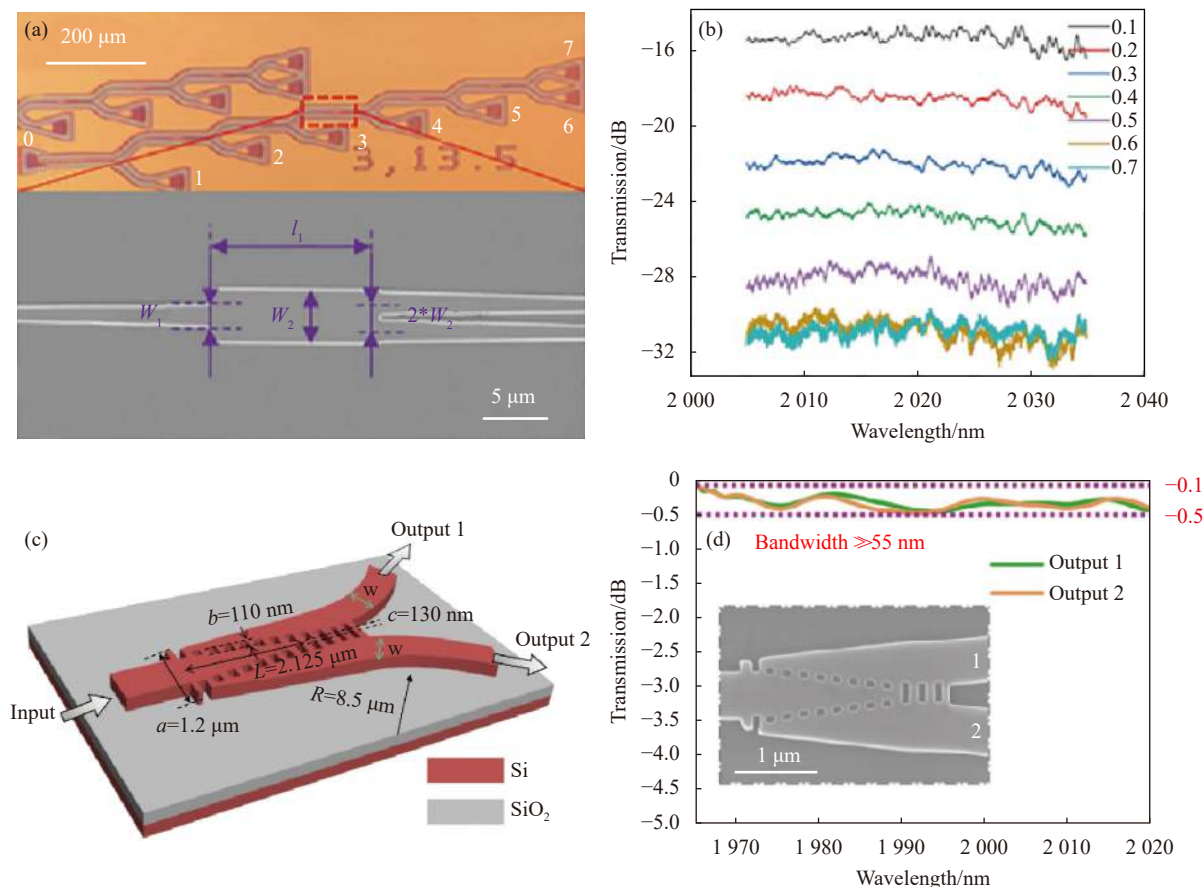 (a)
200 μm
7
0
5
4
6
3
2
3,13.5
1
l₁
W₁
W₂
2*W₂
5 μm
(b)
−16
−20
−24
−28
−32
Transmission/dB
0.1
0.2
0.3
0.4
0.5
0.6
0.7
2 000
2 010
2 020
2 030
2 040
Wavelength/nm
(c)
Output 1
w
b=110 nm
c=130 nm
Output 2
L=2.125 μm
w
R=8.5 μm
Input
a=1.2 μm
Si
SiO₂
0
−0.5
−1.0
−1.5
−2.0
−2.5
−3.0
−3.5
−4.0
−4.5
−5.0
Transmission/dB
−0.1
−0.5
(d)
Bandwidth ≫55 nm
Output 1
Output 2
1
2
1 μm
1 970
1 980
1 990
2 000
2 010
2 020
Wavelength/nm